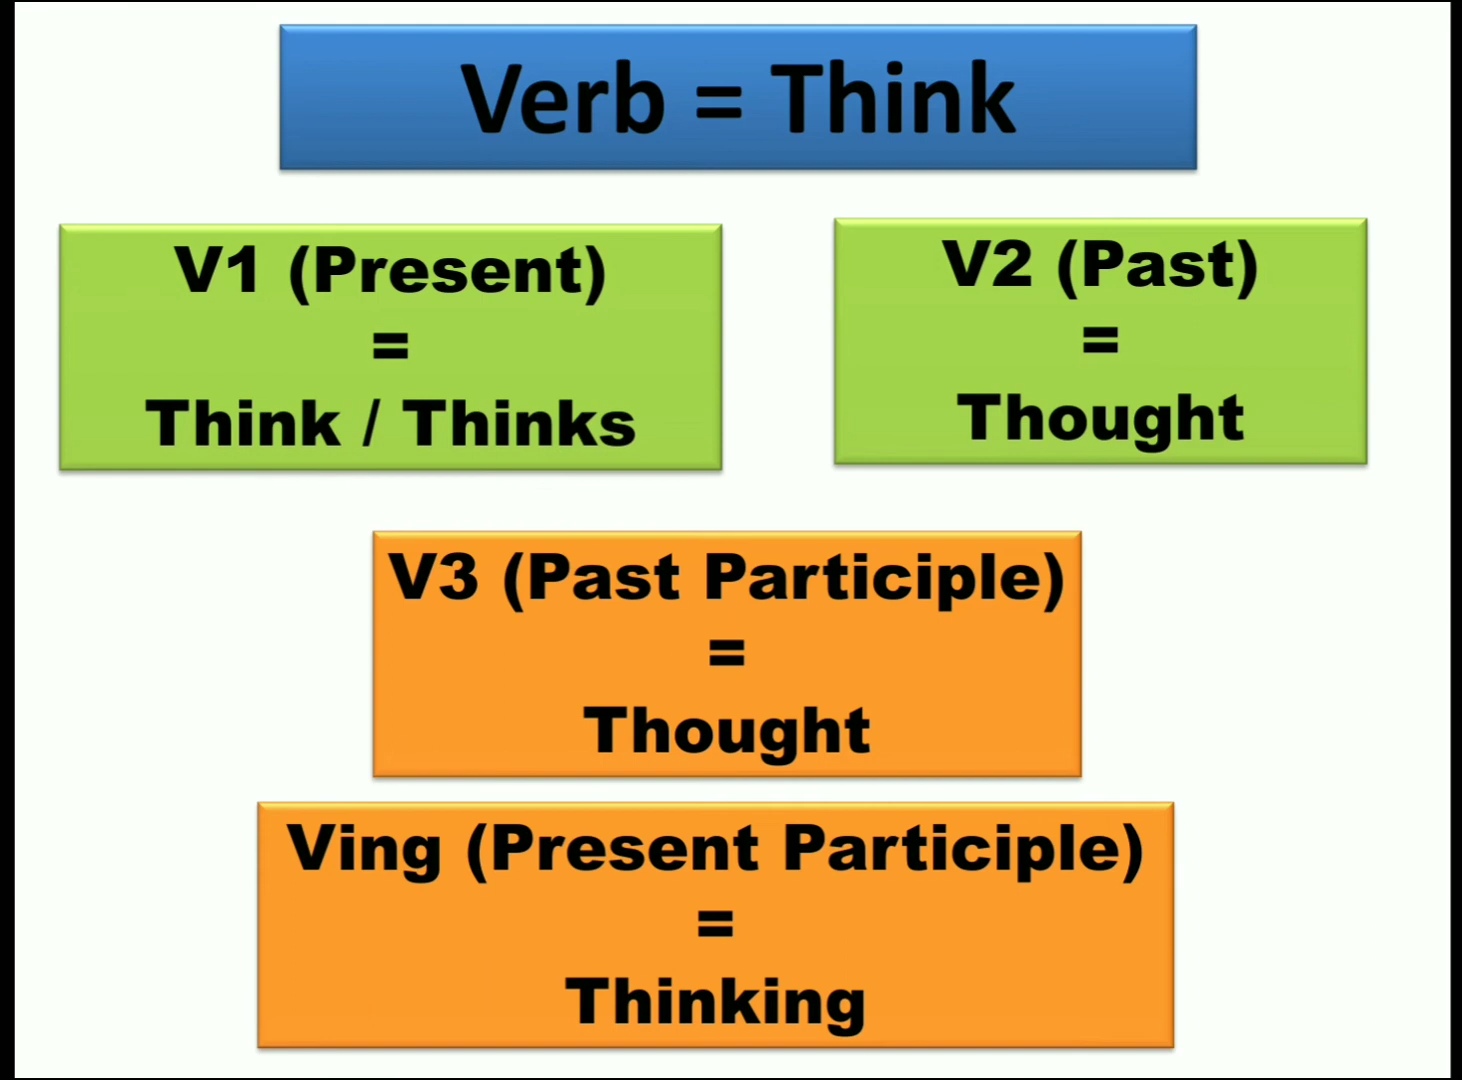 Verb = Think
V1 (Present)
=
Think / Thinks
V2 (Past)
=
Thought
V3 (Past Participle)
=
Thought
Ving (Present Participle)
=
Thinking